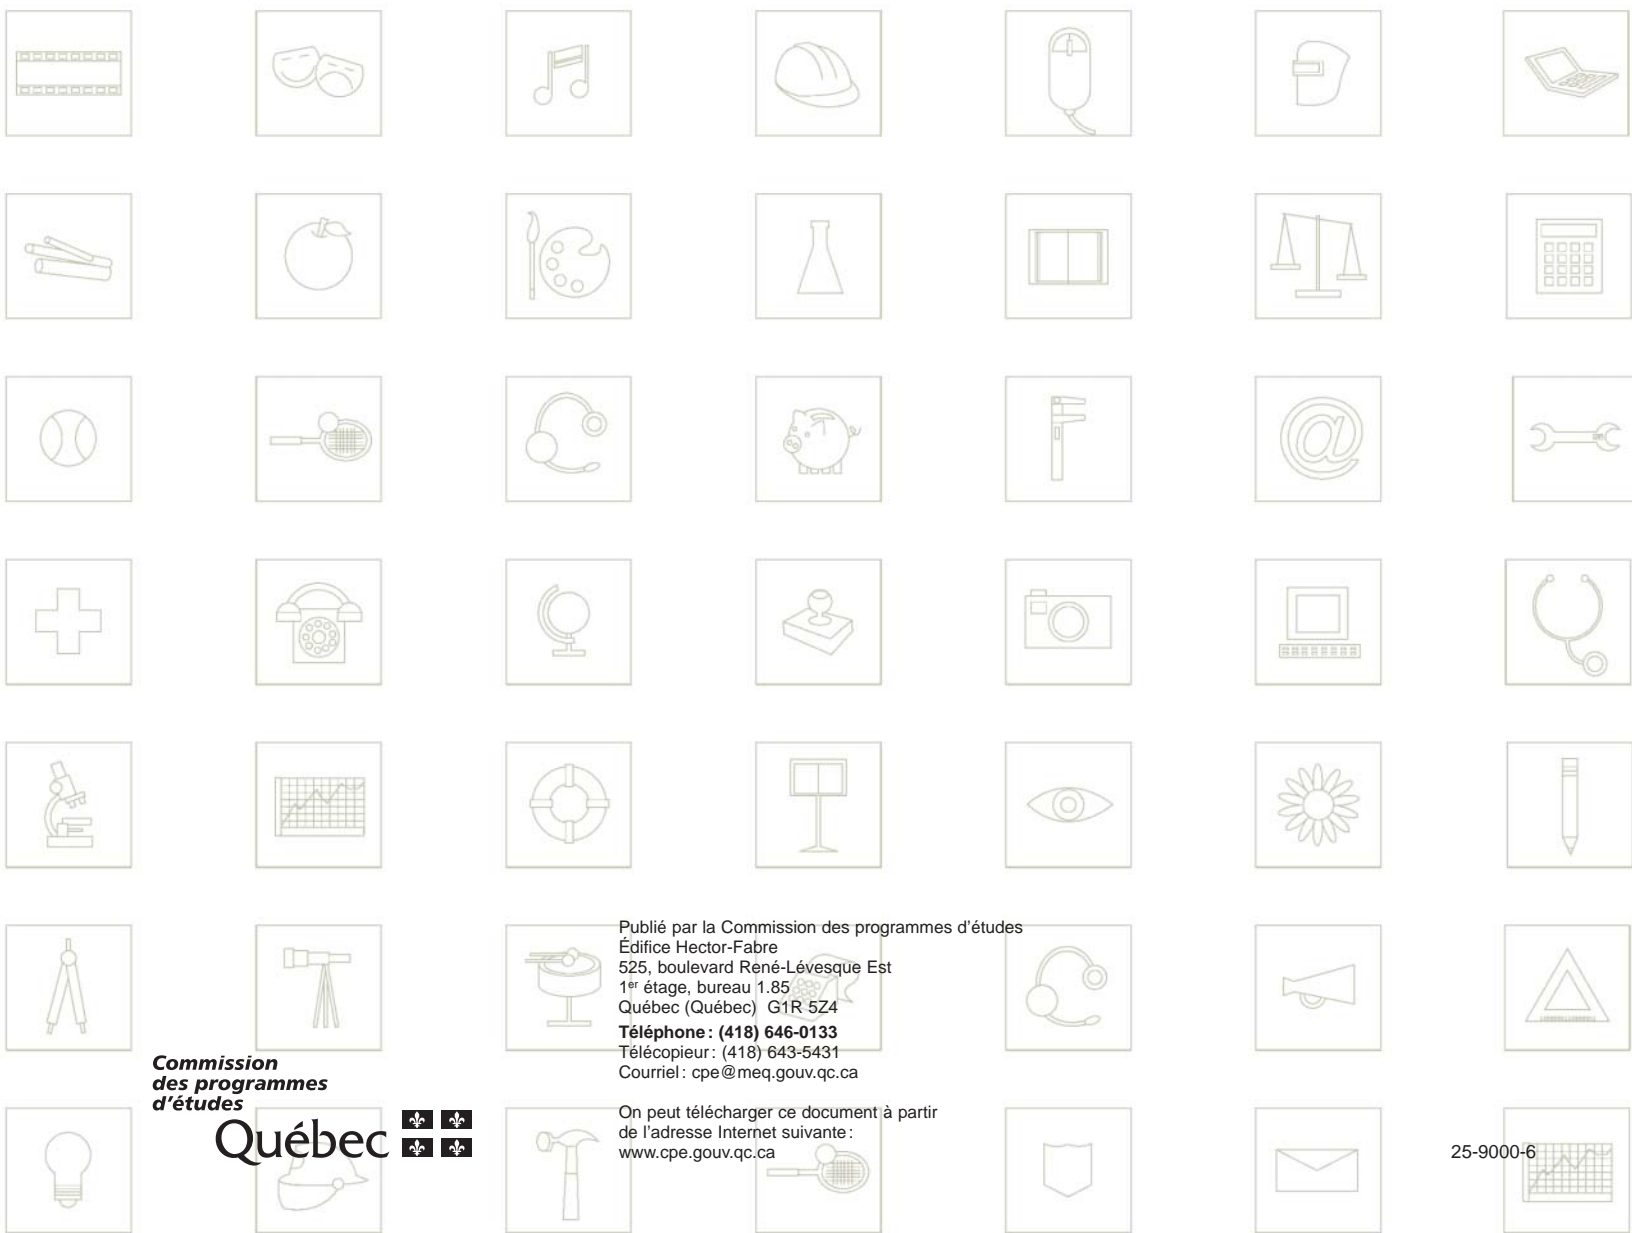 Publié par la Commission des programmes d'études
Édifice Hector-Fabre
525, boulevard René-Lévesque Est
1er étage, bureau 1.85
Québec (Québec) G1R 5Z4
Téléphone : (418) 646-0133
Télécopieur : (418) 643-5431
Courriel : cpe@meq.gouv.qc.ca
On peut télécharger ce document à partir
de l'adresse Internet suivante :
www.cpe.gouv.qc.ca
Commission
des programmes
d'études
Québec
25-9000-6
@